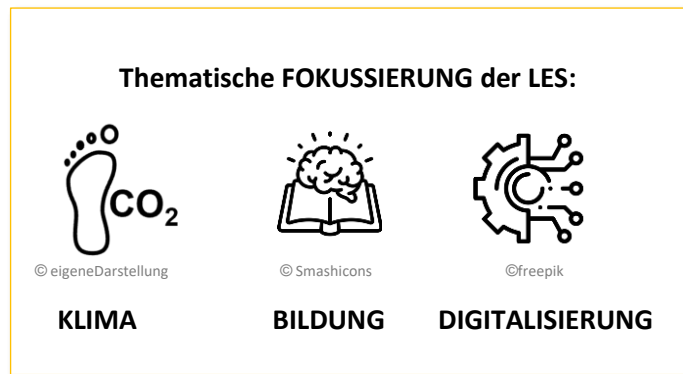 Thematische FOKUSSIERUNG der LES:
CO₂
© eigeneDarstellung © Smashicons ©freepik
KLIMA BILDUNG DIGITALISIERUNG